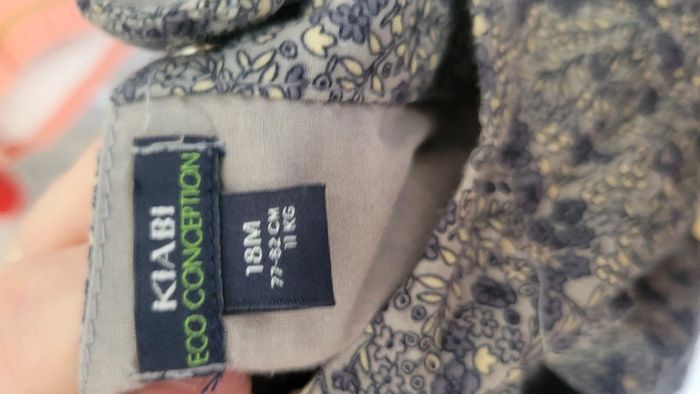 KIABI
ECO CONCEPTION
18M
77-82 CM
11 KG